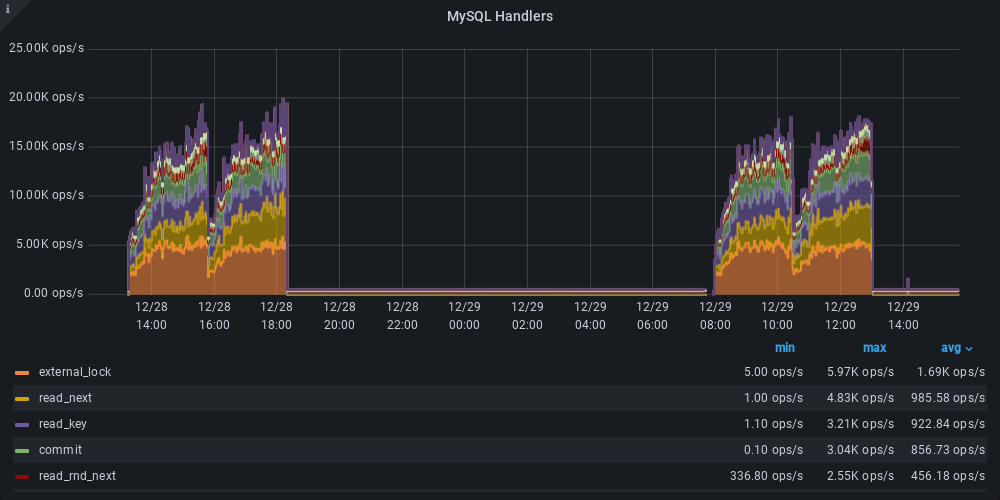 MySQL Handlers
25.00K ops/s
20.00K ops/s
15.00K ops/s
10.00K ops/s
5.00K ops/s
0.00 ops/s
12/28 12/28 12/28 12/28 12/28 12/29 12/29 12/29 12/29 12/29 12/29 12/29 12/29
14:00 16:00 18:00 20:00 22:00 00:00 02:00 04:00 06:00 08:00 10:00 12:00 14:00
min max avg
external_lock 5.00 ops/s 5.97K ops/s 1.69K ops/s
read_next 1.00 ops/s 4.83K ops/s 985.58 ops/s
read_key 1.10 ops/s 3.21K ops/s 922.84 ops/s
commit 0.10 ops/s 3.04K ops/s 856.73 ops/s
read_rnd_next 336.80 ops/s 2.55K ops/s 456.18 ops/s